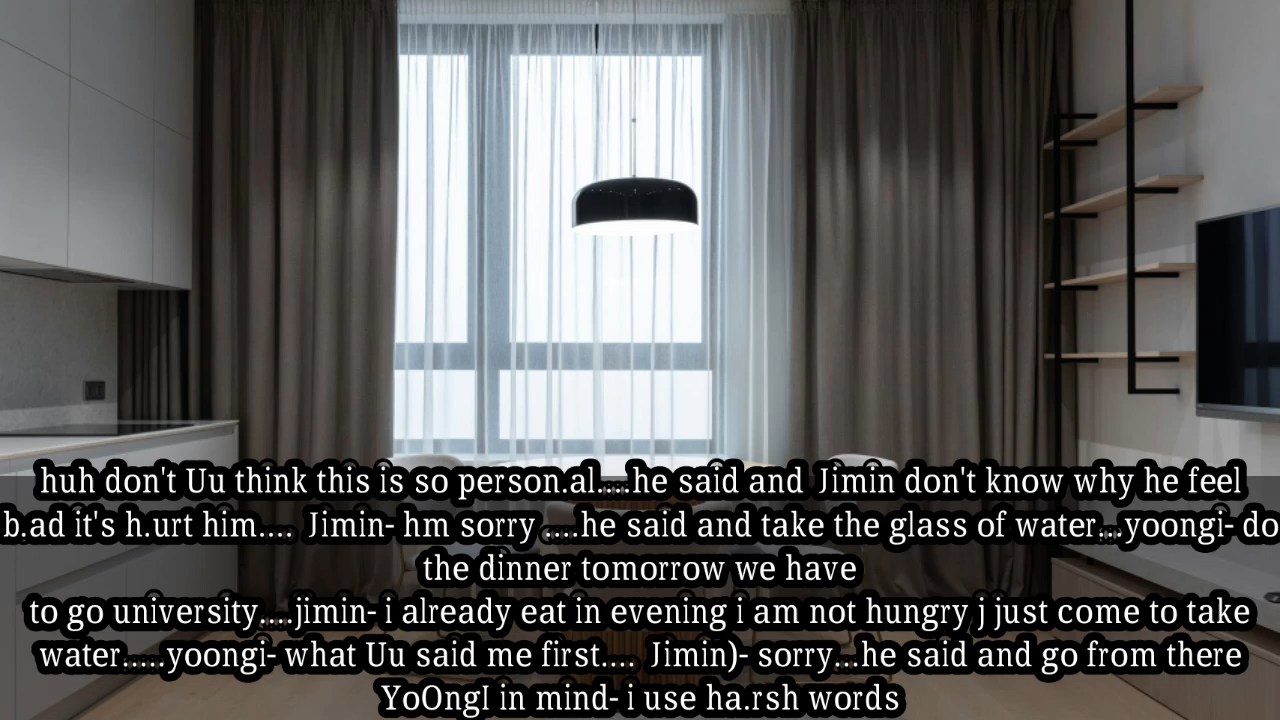 huh don't Uu think this is so person.al....he said and Jimin don't know why he feel
b.ad it's h.urt him.... Jimin- hm sorry ....he said and take the glass of water...yoongi- do
the dinner tomorrow we have
to go university....jimin- i already eat in evening i am not hungry j just come to take
water.....yoongi- what Uu said me first.... Jimin)- sorry...he said and go from there
YoOngI in mind- i use ha.rsh words